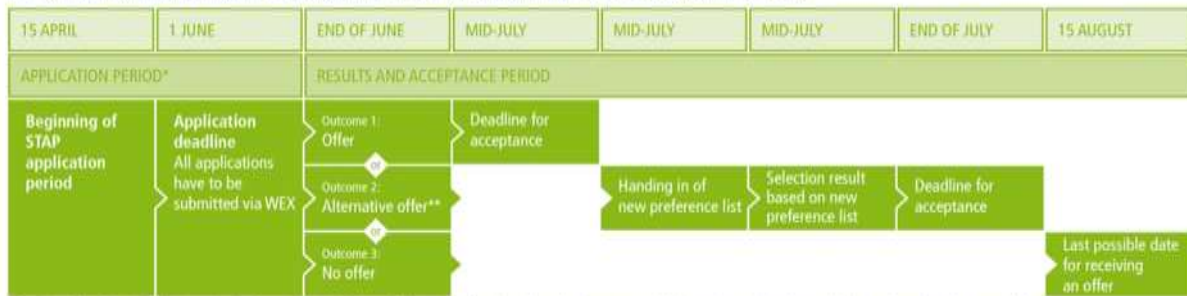 15 APRIL
1 JUNE
END OF JUNE
MID-JULY
MID-JULY
MID-JULY
END OF JULY
15 AUGUST
APPLICATION PERIOD*
RESULTS AND ACCEPTANCE PERIOD
Beginning of
STAP
application
period
Application
deadline
All applications
have to be
submitted via WEX
Outcome 1:
Offer
or
Outcome 2:
Alternative offer**
or
Outcome 3:
No offer
Deadline for
acceptance
Handing in of
new preference list
Selection result
based on new
preference list
Deadline for
acceptance
Last possible date
for receiving
an offer